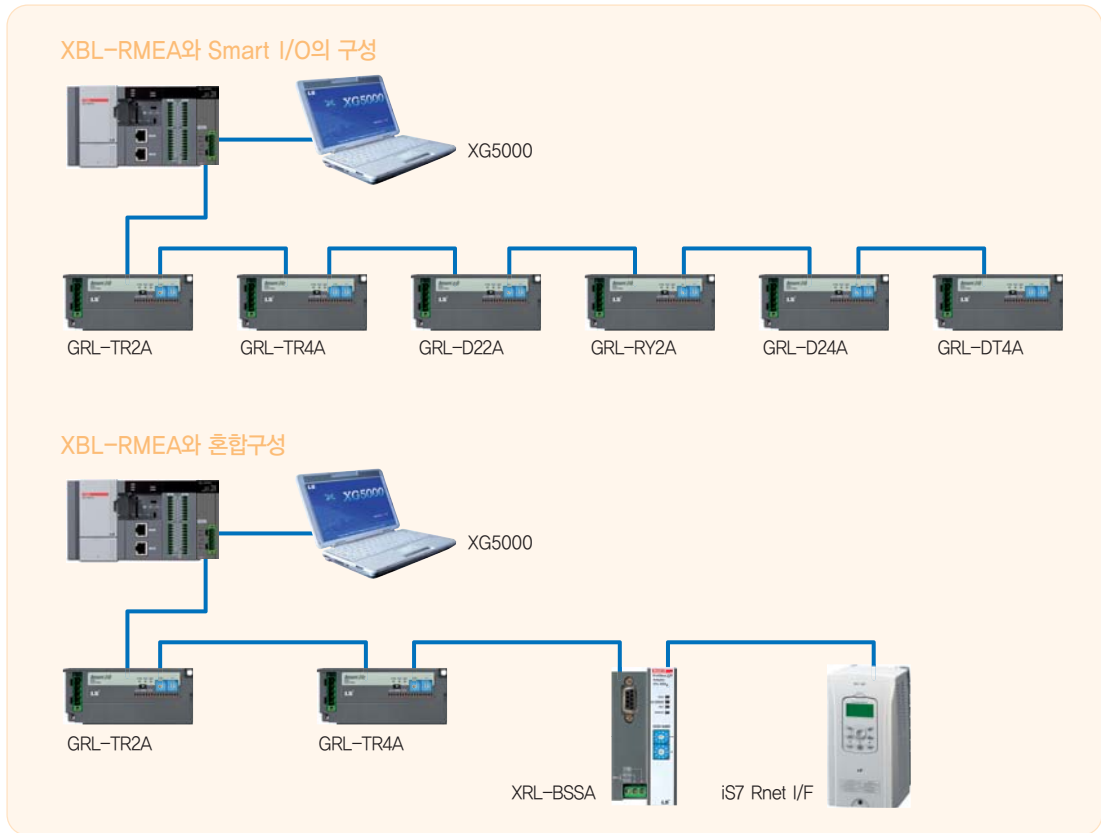 XBL-RMEA와 Smart I/O의 구성
XG5000
XG5000
GRL-TR2A
GRL-TR4A
GRL-D22A
GRL-RY2A
GRL-D24A
GRL-DT4A
XBL-RMEA와 혼합구성
XG5000
XG5000
GRL-TR2A
GRL-TR4A
XRL-BSSA
iS7 Rnet I/F